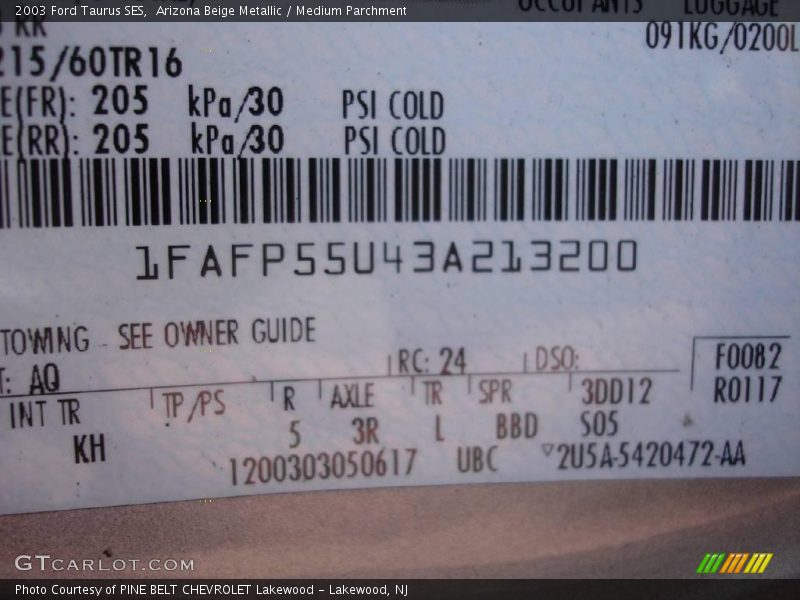 2003 Ford Taurus SES, Arizona Beige Metallic / Medium Parchment
OCCUPANTS LUGGAGE
RR 091KG/0200L
215/60TR16
E(FR): 205 kPa/30 PSI COLD
E(RR): 205 kPa/30 PSI COLD
1FAFP55U43A213200
TOWING - SEE OWNER GUIDE
T: AQ RC: 24 DSO: F0082
INT TR TP/PS R AXLE TR SPR 3DD12 R0117
KH 5 3R L BBD S05
1200303050617 UBC ▽2U5A-5420472-AA
GTCARLOT.COM
Photo Courtesy of PINE BELT CHEVROLET Lakewood - Lakewood, NJ